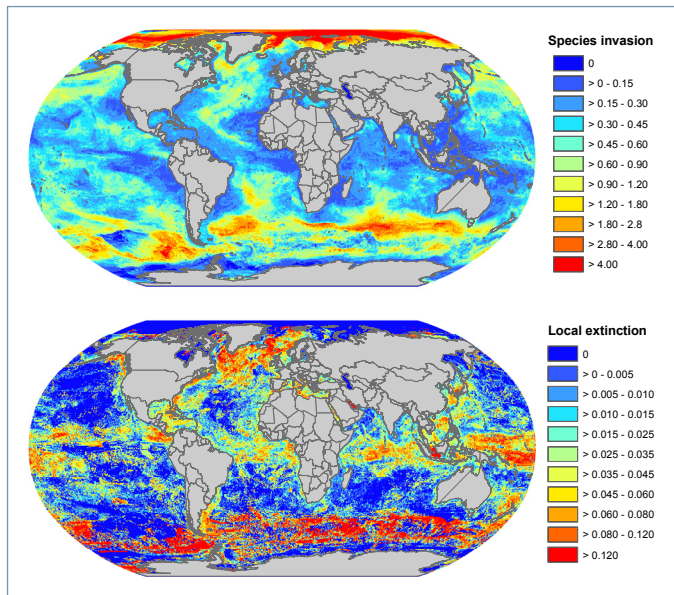 Species invasion
0
> 0 - 0.15
> 0.15 - 0.30
> 0.30 - 0.45
> 0.45 - 0.60
> 0.60 - 0.90
> 0.90 - 1.20
> 1.20 - 1.80
> 1.80 - 2.8
> 2.80 - 4.00
> 4.00
Local extinction
0
> 0 - 0.005
> 0.005 - 0.010
> 0.010 - 0.015
> 0.015 - 0.025
> 0.025 - 0.035
> 0.035 - 0.045
> 0.045 - 0.060
> 0.060 - 0.080
> 0.080 - 0.120
> 0.120